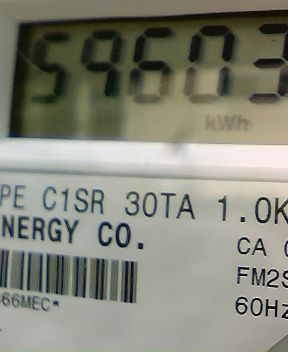 59603
kWh
PE C1SR 30TA 1.0K
NERGY CO.
CA
FM2S
66MEC*
60Hz